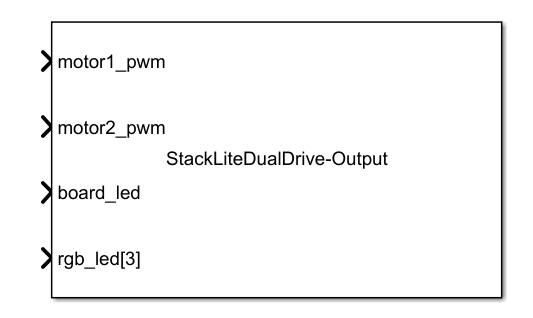 motor1_pwm
motor2_pwm
StackLiteDualDrive-Output
board_led
rgb_led[3]